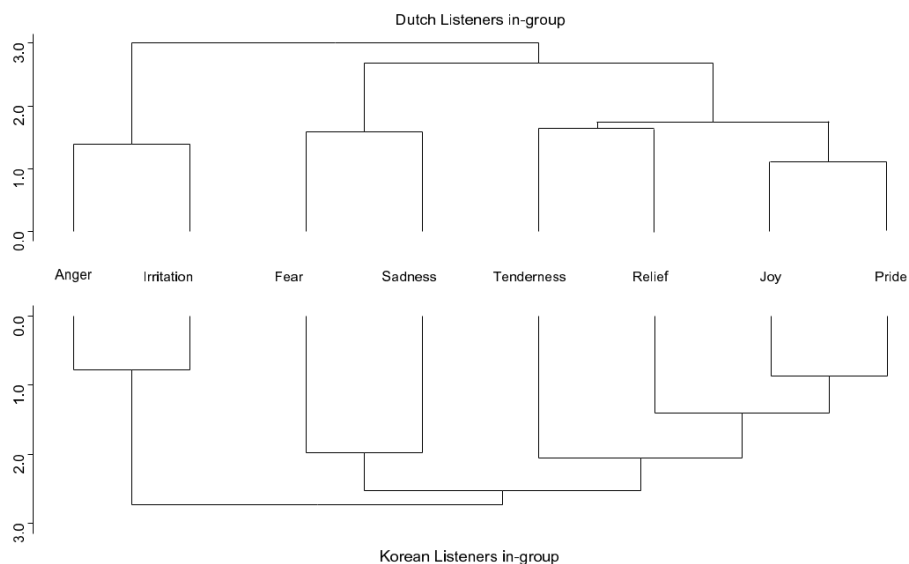 Dutch Listeners in-group
3.0
2.0
1.0
0.0
Anger Irritation Fear Sadness Tenderness Relief Joy Pride
0.0
1.0
2.0
3.0
Korean Listeners in-group